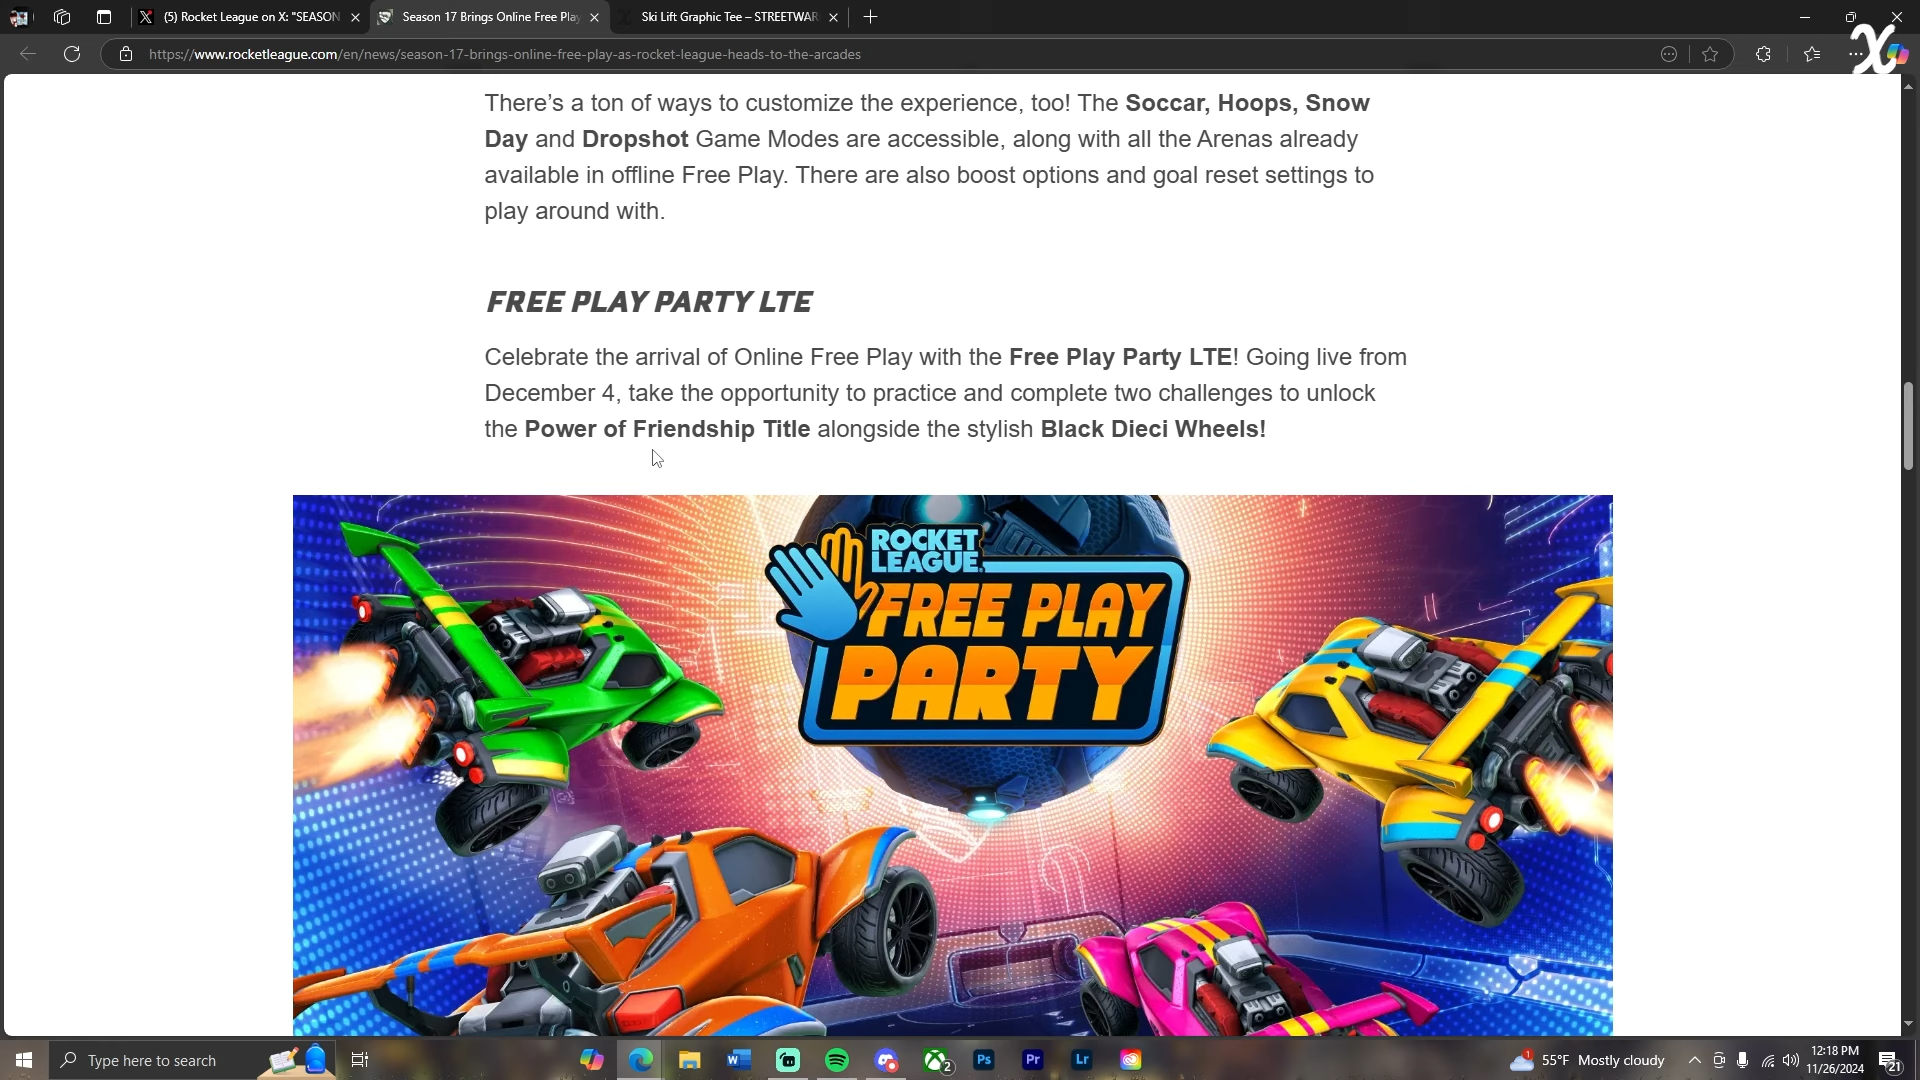 (5) Rocket League on X: "SEASON
Season 17 Brings Online Free Play
Ski Lift Graphic Tee – STREETWAR
https://www.rocketleague.com/en/news/season-17-brings-online-free-play-as-rocket-league-heads-to-the-arcades
X
There's a ton of ways to customize the experience, too! The Soccar, Hoops, Snow
Day and Dropshot Game Modes are accessible, along with all the Arenas already
available in offline Free Play. There are also boost options and goal reset settings to
play around with.
FREE PLAY PARTY LTE
Celebrate the arrival of Online Free Play with the Free Play Party LTE! Going live from
December 4, take the opportunity to practice and complete two challenges to unlock
the Power of Friendship Title alongside the stylish Black Dieci Wheels!
ROCKET
LEAGUE
FREE PLAY
PARTY
Type here to search
2
Ps
Pr
Lr
1
55°F Mostly cloudy
12:18 PM
11/26/2024
21